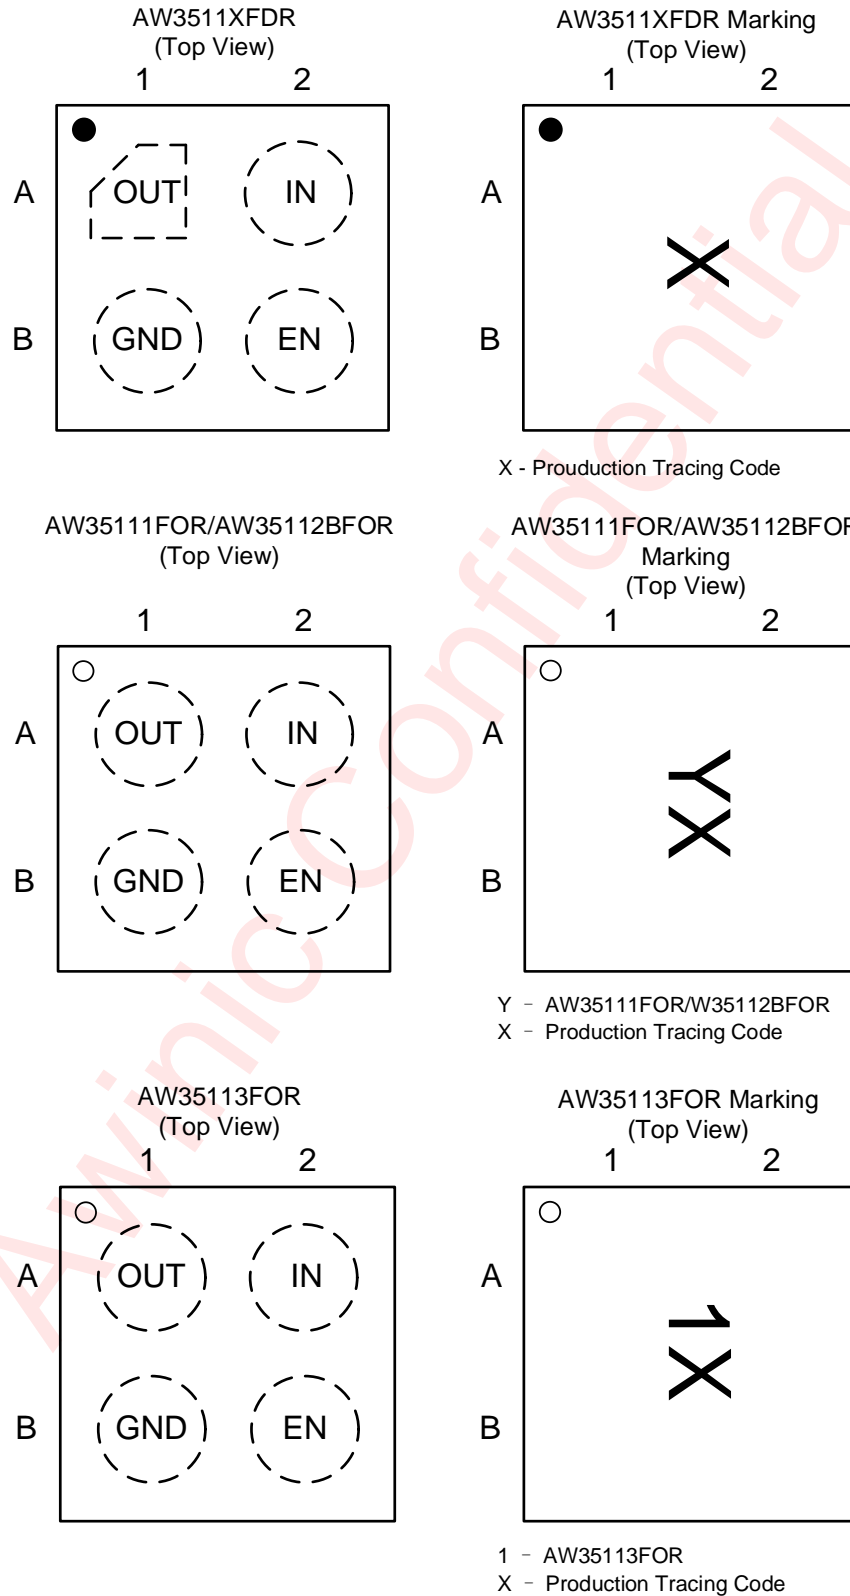 AW3511XFDR
(Top View)
1 2
A OUT IN
B GND EN
AW3511XFDR Marking
(Top View)
1 2
A
X
B
X - Prouduction Tracing Code
AW35111FOR/AW35112BFOR
(Top View)
1 2
A OUT IN
B GND EN
AW35111FOR/AW35112BFOR
Marking
(Top View)
1 2
A
YX
B
Y - AW35111FOR/W35112BFOR
X - Production Tracing Code
AW35113FOR
(Top View)
1 2
A OUT IN
B GND EN
AW35113FOR Marking
(Top View)
1 2
A
1X
B
1 - AW35113FOR
X - Production Tracing Code
Awinic Confidential